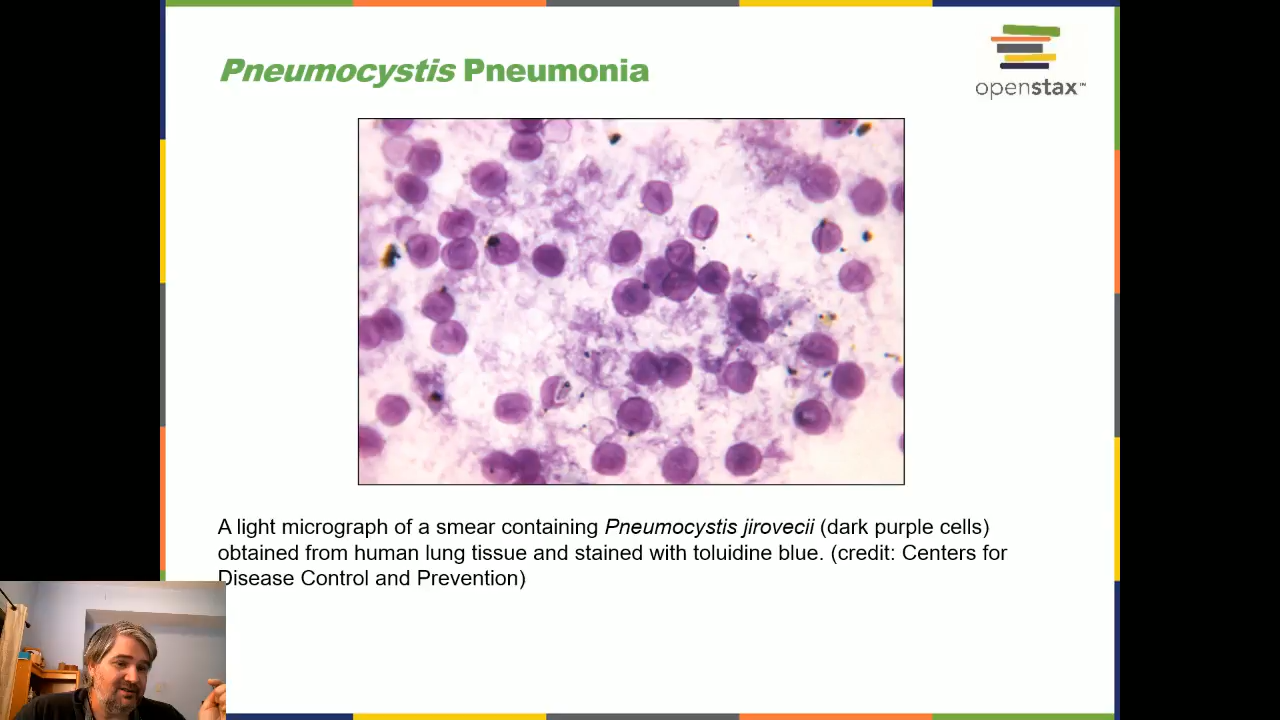 Pneumocystis Pneumonia
openstax™
A light micrograph of a smear containing Pneumocystis jirovecii (dark purple cells)
obtained from human lung tissue and stained with toluidine blue. (credit: Centers for
Disease Control and Prevention)